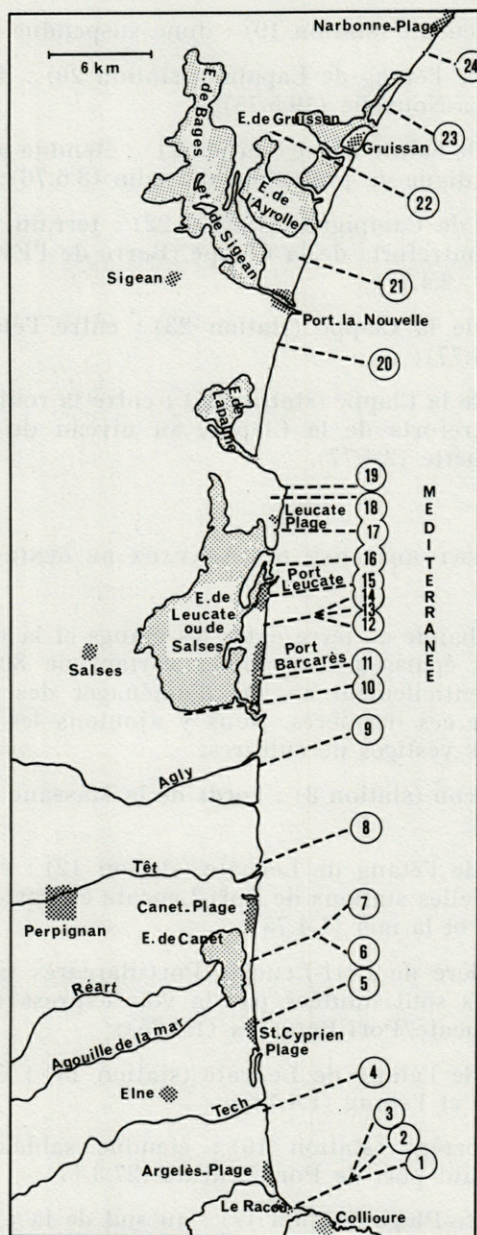 Narbonne-Plage
6 km
24
E. de Bages
E. de Gruissan
23
Gruissan
22
E. de
l'Ayrolle
et de Sigean
Sigean
21
Port.la.Nouvelle
20
E. de
Lapalme
19
Leucate
Plage
18
17
MEDITERRANEE
16
Port
Leucate
15
14
13
12
E. de
Leucate
ou de
Salses
Port
Barcarès
11
10
Salses
9
Agly
8
Têt
Canet-Plage
7
Perpignan
E. de Canet
6
Réart
5
Agouille de la mar
St.Cyprien
Plage
4
Elne
Tech
3
2
Argelès-Plage
1
Le Racou
Collioure